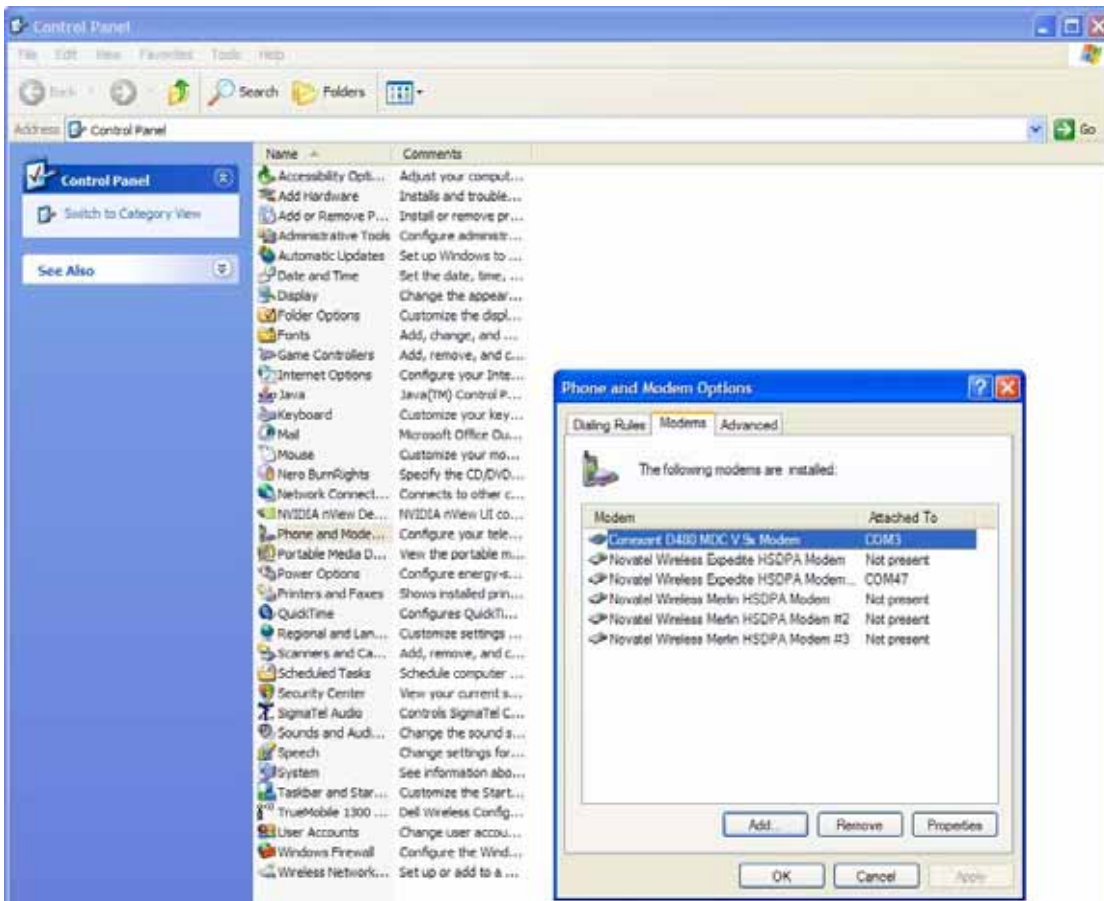 Control Panel
File Edit View Favorites Tools Help
Back Search Folders
Address Control Panel Go
Name Comments
Control Panel
Switch to Category View
See Also
Accessibility Opti... Adjust your comput...
Add Hardware Installs and trouble...
Add or Remove P... Install or remove pr...
Administrative Tools Configure administr...
Automatic Updates Set up Windows to ...
Date and Time Set the date, time, ...
Display Change the appear...
Folder Options Customize the displ...
Fonts Add, change, and ...
Game Controllers Add, remove, and c...
Internet Options Configure your Inte...
Java Java(TM) Control P...
Keyboard Customize your key...
Mail Microsoft Office Ou...
Mouse Customize your mo...
Nero BurnRights Specify the CD/DVD...
Network Connect... Connects to other c...
NVIDIA nView De... NVIDIA nView UI co...
Phone and Mode... Configure your tele...
Portable Media D... View the portable m...
Power Options Configure energy-s...
Printers and Faxes Shows installed prin...
QuickTime Configures QuickTi...
Regional and Lan... Customize settings ...
Scanners and Ca... Add, remove, and c...
Scheduled Tasks Schedule computer ...
Security Center View your current s...
SigmaTel Audio Controls SigmaTel C...
Sounds and Audi... Change the sound s...
Speech Change settings for...
System See information abo...
Taskbar and Star... Customize the Start...
TrueMobile 1300 ... Dell Wireless Config...
User Accounts Change user accou...
Windows Firewall Configure the Wind...
Wireless Network... Set up or add to a ...
Phone and Modem Options
Dialing Rules Modems Advanced
The following modems are installed:
Modem Attached To
Conexant D480 MDC V.9x Modem COM3
Novatel Wireless Expedite HSDPA Modem Not present
Novatel Wireless Expedite HSDPA Modem... COM47
Novatel Wireless Merlin HSDPA Modem Not present
Novatel Wireless Merlin HSDPA Modem #2 Not present
Novatel Wireless Merlin HSDPA Modem #3 Not present
Add... Remove Properties
OK Cancel Apply